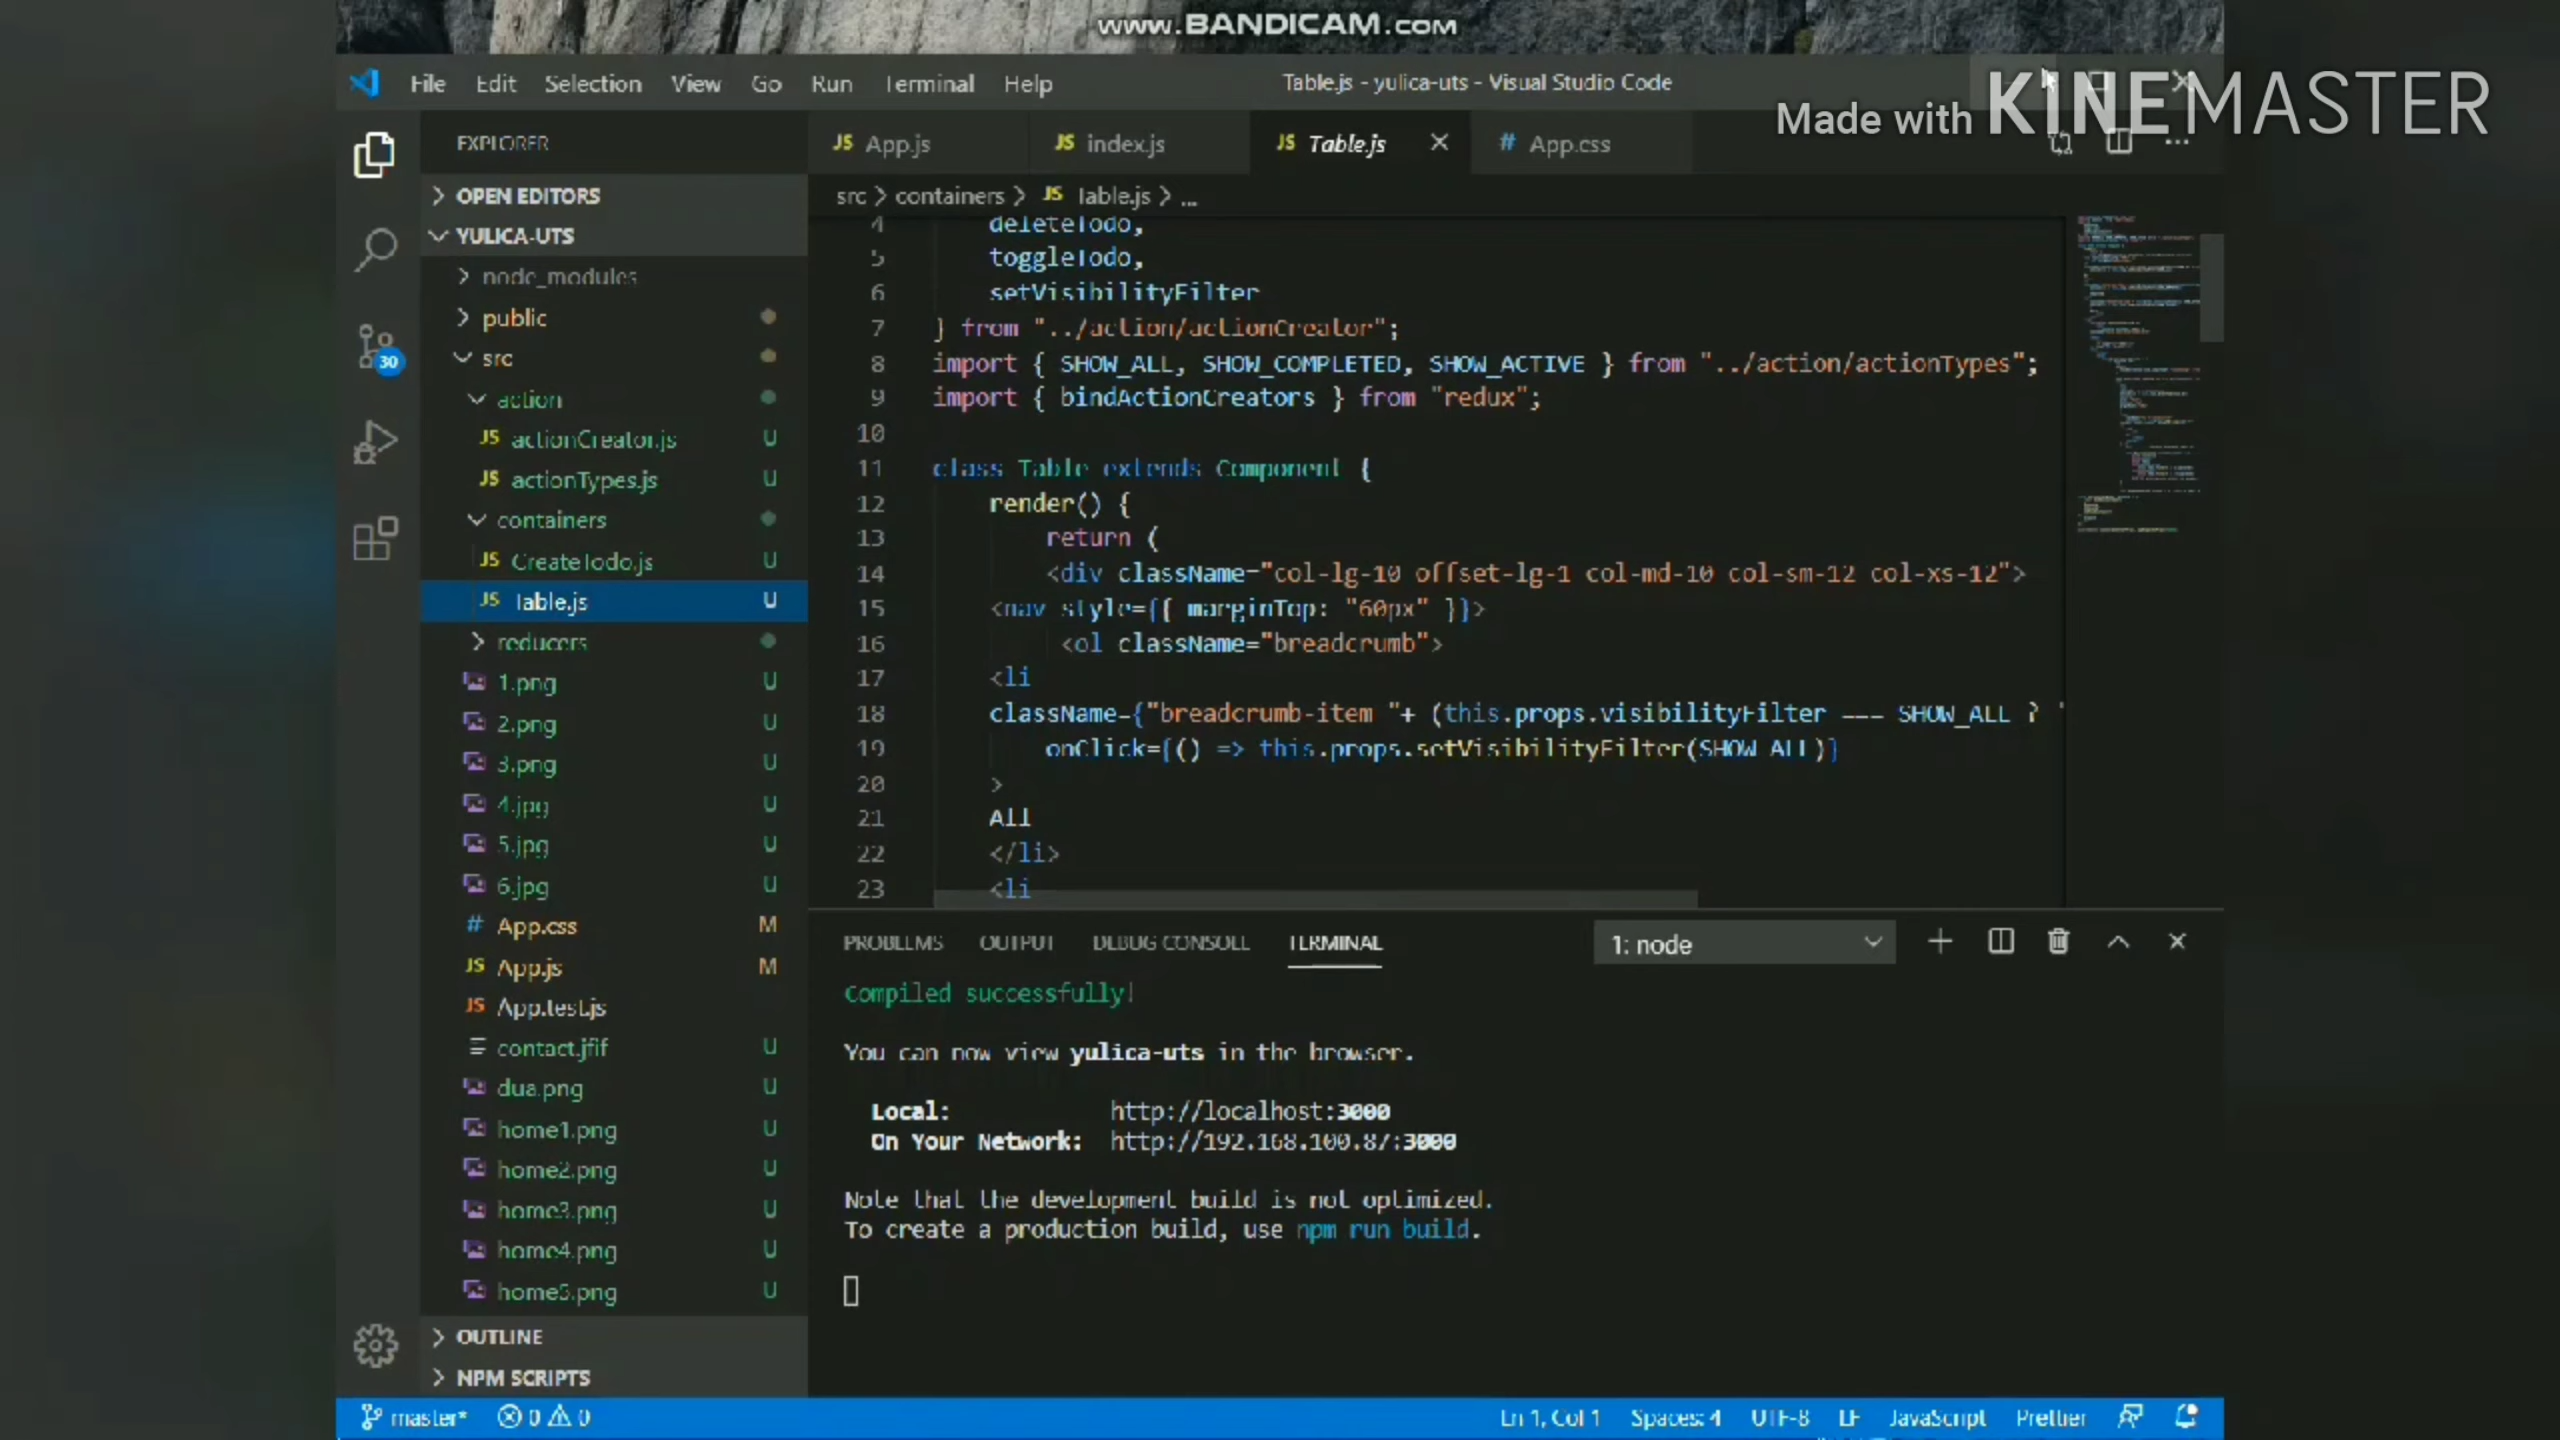 www.BANDICAM.com
File Edit Selection View Go Run Terminal Help
Table.js - yulica-uts - Visual Studio Code
Made with KINEMASTER
EXPLORER
OPEN EDITORS
YULICA-UTS
node_modules
public
src
action
JS actionCreator.js U
JS actionTypes.js U
containers
JS CreateTodo.js U
JS Table.js U
reducers
1.png U
2.png U
3.png U
4.jpg U
5.jpg U
6.jpg U
# App.css M
JS App.js M
JS App.test.js
contact.jfif U
dua.png U
home1.png U
home2.png U
home3.png U
home4.png U
home5.png U
OUTLINE
NPM SCRIPTS
30
JS App.js JS index.js JS Table.js # App.css
src > containers > JS Table.js > ...
4 deleteTodo,
5 toggleTodo,
6 setVisibilityFilter
7 } from "../action/actionCreator";
8 import { SHOW_ALL, SHOW_COMPLETED, SHOW_ACTIVE } from "../action/actionTypes";
9 import { bindActionCreators } from "redux";
10
11 class Table extends Component {
12 render() {
13 return (
14 <div className="col-lg-10 offset-lg-1 col-md-10 col-sm-12 col-xs-12">
15 <nav style={{ marginTop: "60px" }}>
16 <ol className="breadcrumb">
17 <li
18 className={"breadcrumb-item "+ (this.props.visibilityFilter === SHOW_ALL ? '
19 onClick={() => this.props.setVisibilityFilter(SHOW_ALL)}
20 >
21 All
22 </li>
23 <li
PROBLEMS OUTPUT DEBUG CONSOLE TERMINAL
1: node
Compiled successfully!
You can now view yulica-uts in the browser.
Local: http://localhost:3000
On Your Network: http://192.168.100.87:3000
Note that the development build is not optimized.
To create a production build, use npm run build.
master* 0 0
Ln 1, Col 1 Spaces: 4 UTF-8 LF JavaScript Prettier